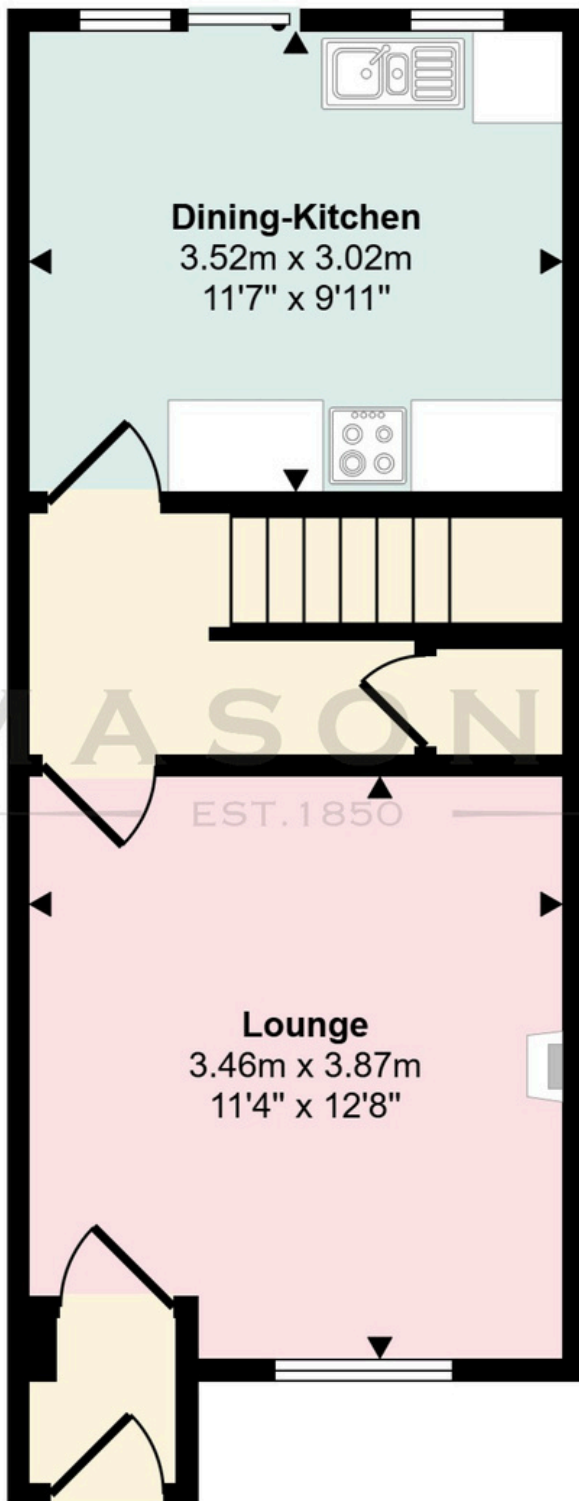 Dining-Kitchen
3.52m x 3.02m
11'7" x 9'11"
MASON
EST.1850
Lounge
3.46m x 3.87m
11'4" x 12'8"